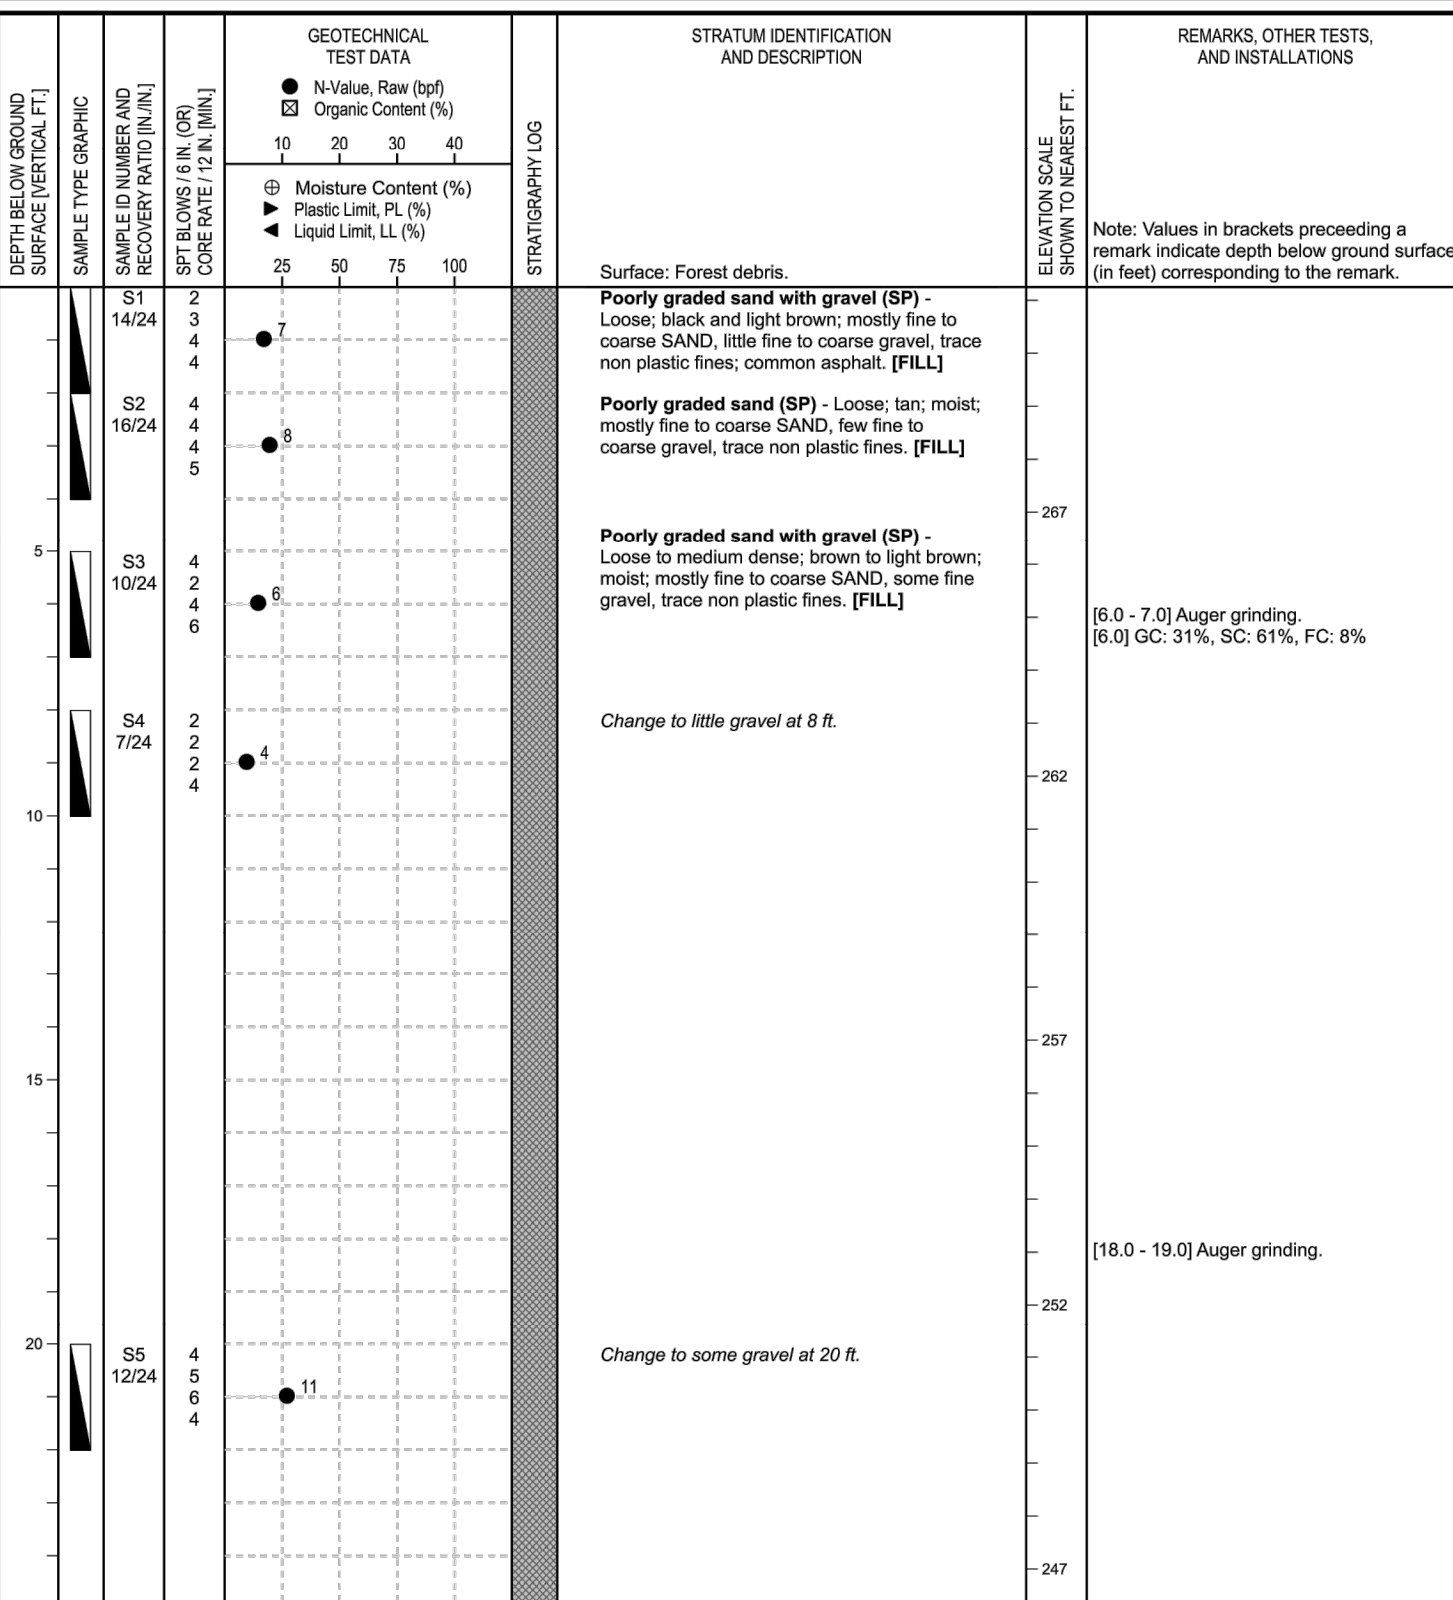 DEPTH BELOW GROUND
SURFACE [VERTICAL FT.]
SAMPLE TYPE GRAPHIC
SAMPLE ID NUMBER AND
RECOVERY RATIO [IN./IN.]
SPT BLOWS / 6 IN. (OR)
CORE RATE / 12 IN. [MIN.]
GEOTECHNICAL
TEST DATA
N-Value, Raw (bpf)
Organic Content (%)
10 20 30 40
Moisture Content (%)
Plastic Limit, PL (%)
Liquid Limit, LL (%)
25 50 75 100
STRATIGRAPHY LOG
STRATUM IDENTIFICATION
AND DESCRIPTION
Surface: Forest debris.
ELEVATION SCALE
SHOWN TO NEAREST FT.
REMARKS, OTHER TESTS,
AND INSTALLATIONS
Note: Values in brackets preceeding a
remark indicate depth below ground surface
(in feet) corresponding to the remark.
S1
14/24
2
3
4
4
7
Poorly graded sand with gravel (SP) -
Loose; black and light brown; mostly fine to
coarse SAND, little fine to coarse gravel, trace
non plastic fines; common asphalt. [FILL]
S2
16/24
4
4
4
5
8
Poorly graded sand (SP) - Loose; tan; moist;
mostly fine to coarse SAND, few fine to
coarse gravel, trace non plastic fines. [FILL]
267
5
S3
10/24
4
2
4
6
6
Poorly graded sand with gravel (SP) -
Loose to medium dense; brown to light brown;
moist; mostly fine to coarse SAND, some fine
gravel, trace non plastic fines. [FILL]
[6.0 - 7.0] Auger grinding.
[6.0] GC: 31%, SC: 61%, FC: 8%
S4
7/24
2
2
2
4
4
Change to little gravel at 8 ft.
262
10
257
15
[18.0 - 19.0] Auger grinding.
252
20
S5
12/24
4
5
6
4
11
Change to some gravel at 20 ft.
247